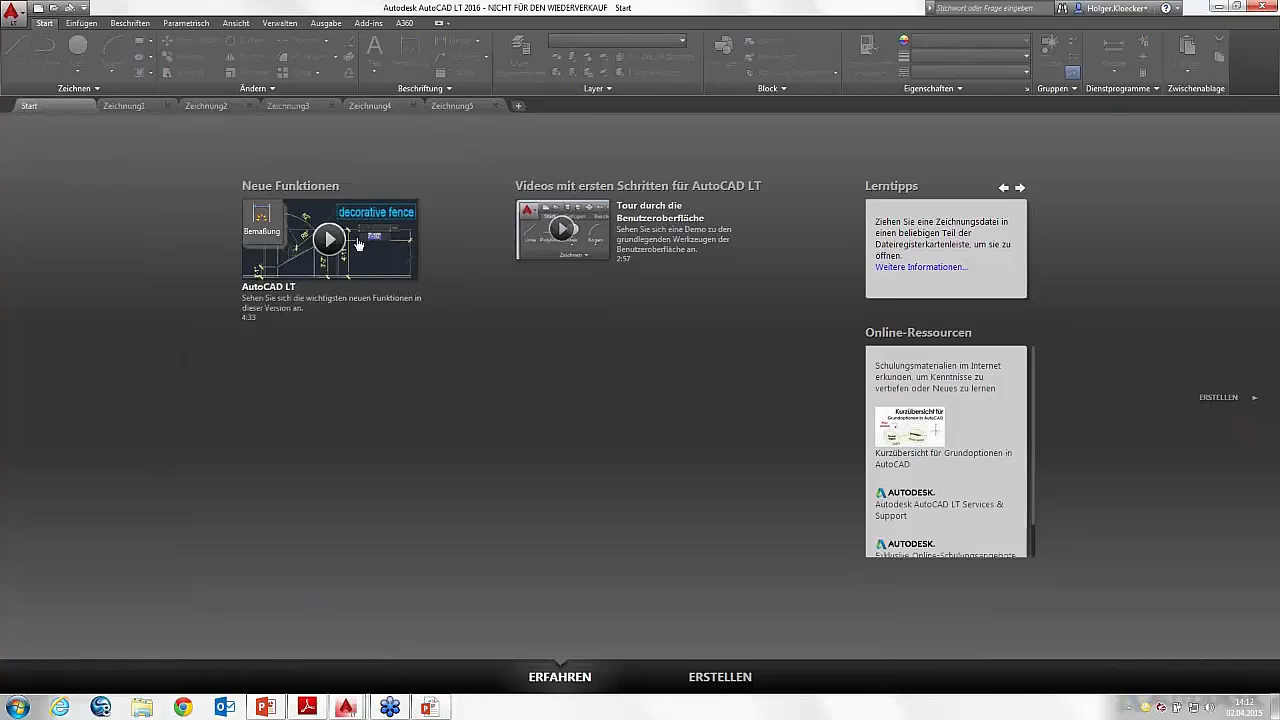 Autodesk AutoCAD LT 2016 - NICHT FÜR DEN WIEDERVERKAUF Start
Stichwort oder Frage eingeben
Holger.Kloecker
Start Einfügen Beschriften Parametrisch Ansicht Verwalten Ausgabe Add-ins A360
Zeichnen Ändern Beschriftung Layer Block Eigenschaften Gruppen Dienstprogramme Zwischenablage
Start Zeichnung1 Zeichnung2 Zeichnung3 Zeichnung4 Zeichnung5
Neue Funktionen
Bemaßung
decorative fence
AutoCAD LT
Sehen Sie sich die wichtigsten neuen Funktionen in
dieser Version an.
4:33
Videos mit ersten Schritten für AutoCAD LT
Zeichnen
Tour durch die
Benutzeroberfläche
Sehen Sie sich eine Demo zu den
grundlegenden Werkzeugen der
Benutzeroberfläche an.
2:57
Lerntipps
Ziehen Sie eine Zeichnungsdatei in
einen beliebigen Teil der
Dateiregisterkartenleiste, um sie zu
öffnen.
Weitere Informationen...
Online-Ressourcen
Schulungsmaterialien im Internet
erkunden, um Kenntnisse zu
vertiefen oder Neues zu lernen
Kurzübersicht für
Grundoptionen in AutoCAD
Kurzübersicht für Grundoptionen in
AutoCAD
AUTODESK.
Autodesk AutoCAD LT Services &
Support
AUTODESK.
Exklusive Online-Schulungsangebote
ERSTELLEN
ERFAHREN ERSTELLEN
14:12
02.04.2015